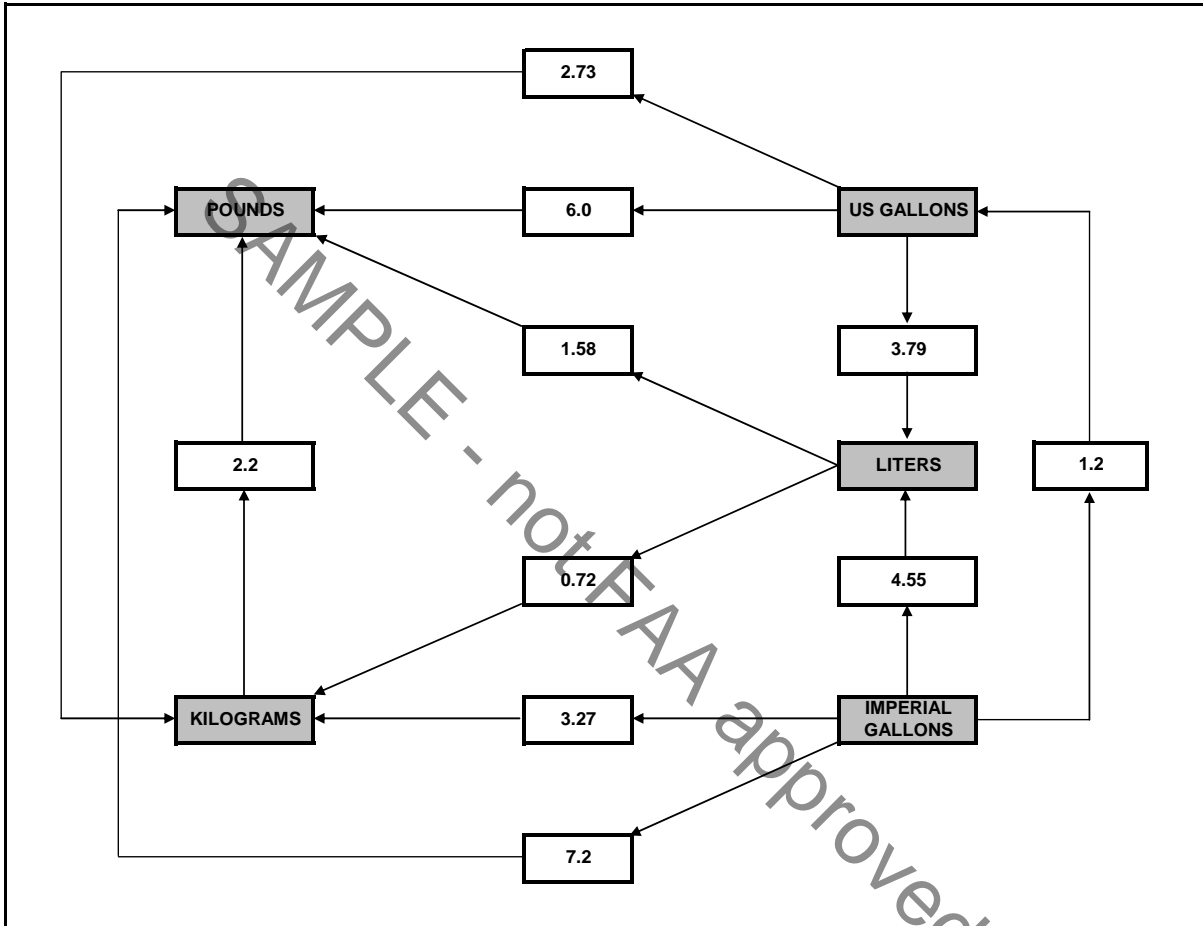 2.73
POUNDS
6.0
US GALLONS
1.58
3.79
2.2
LITERS
1.2
0.72
4.55
KILOGRAMS
3.27
IMPERIAL
GALLONS
7.2
SAMPLE - not FAA approved